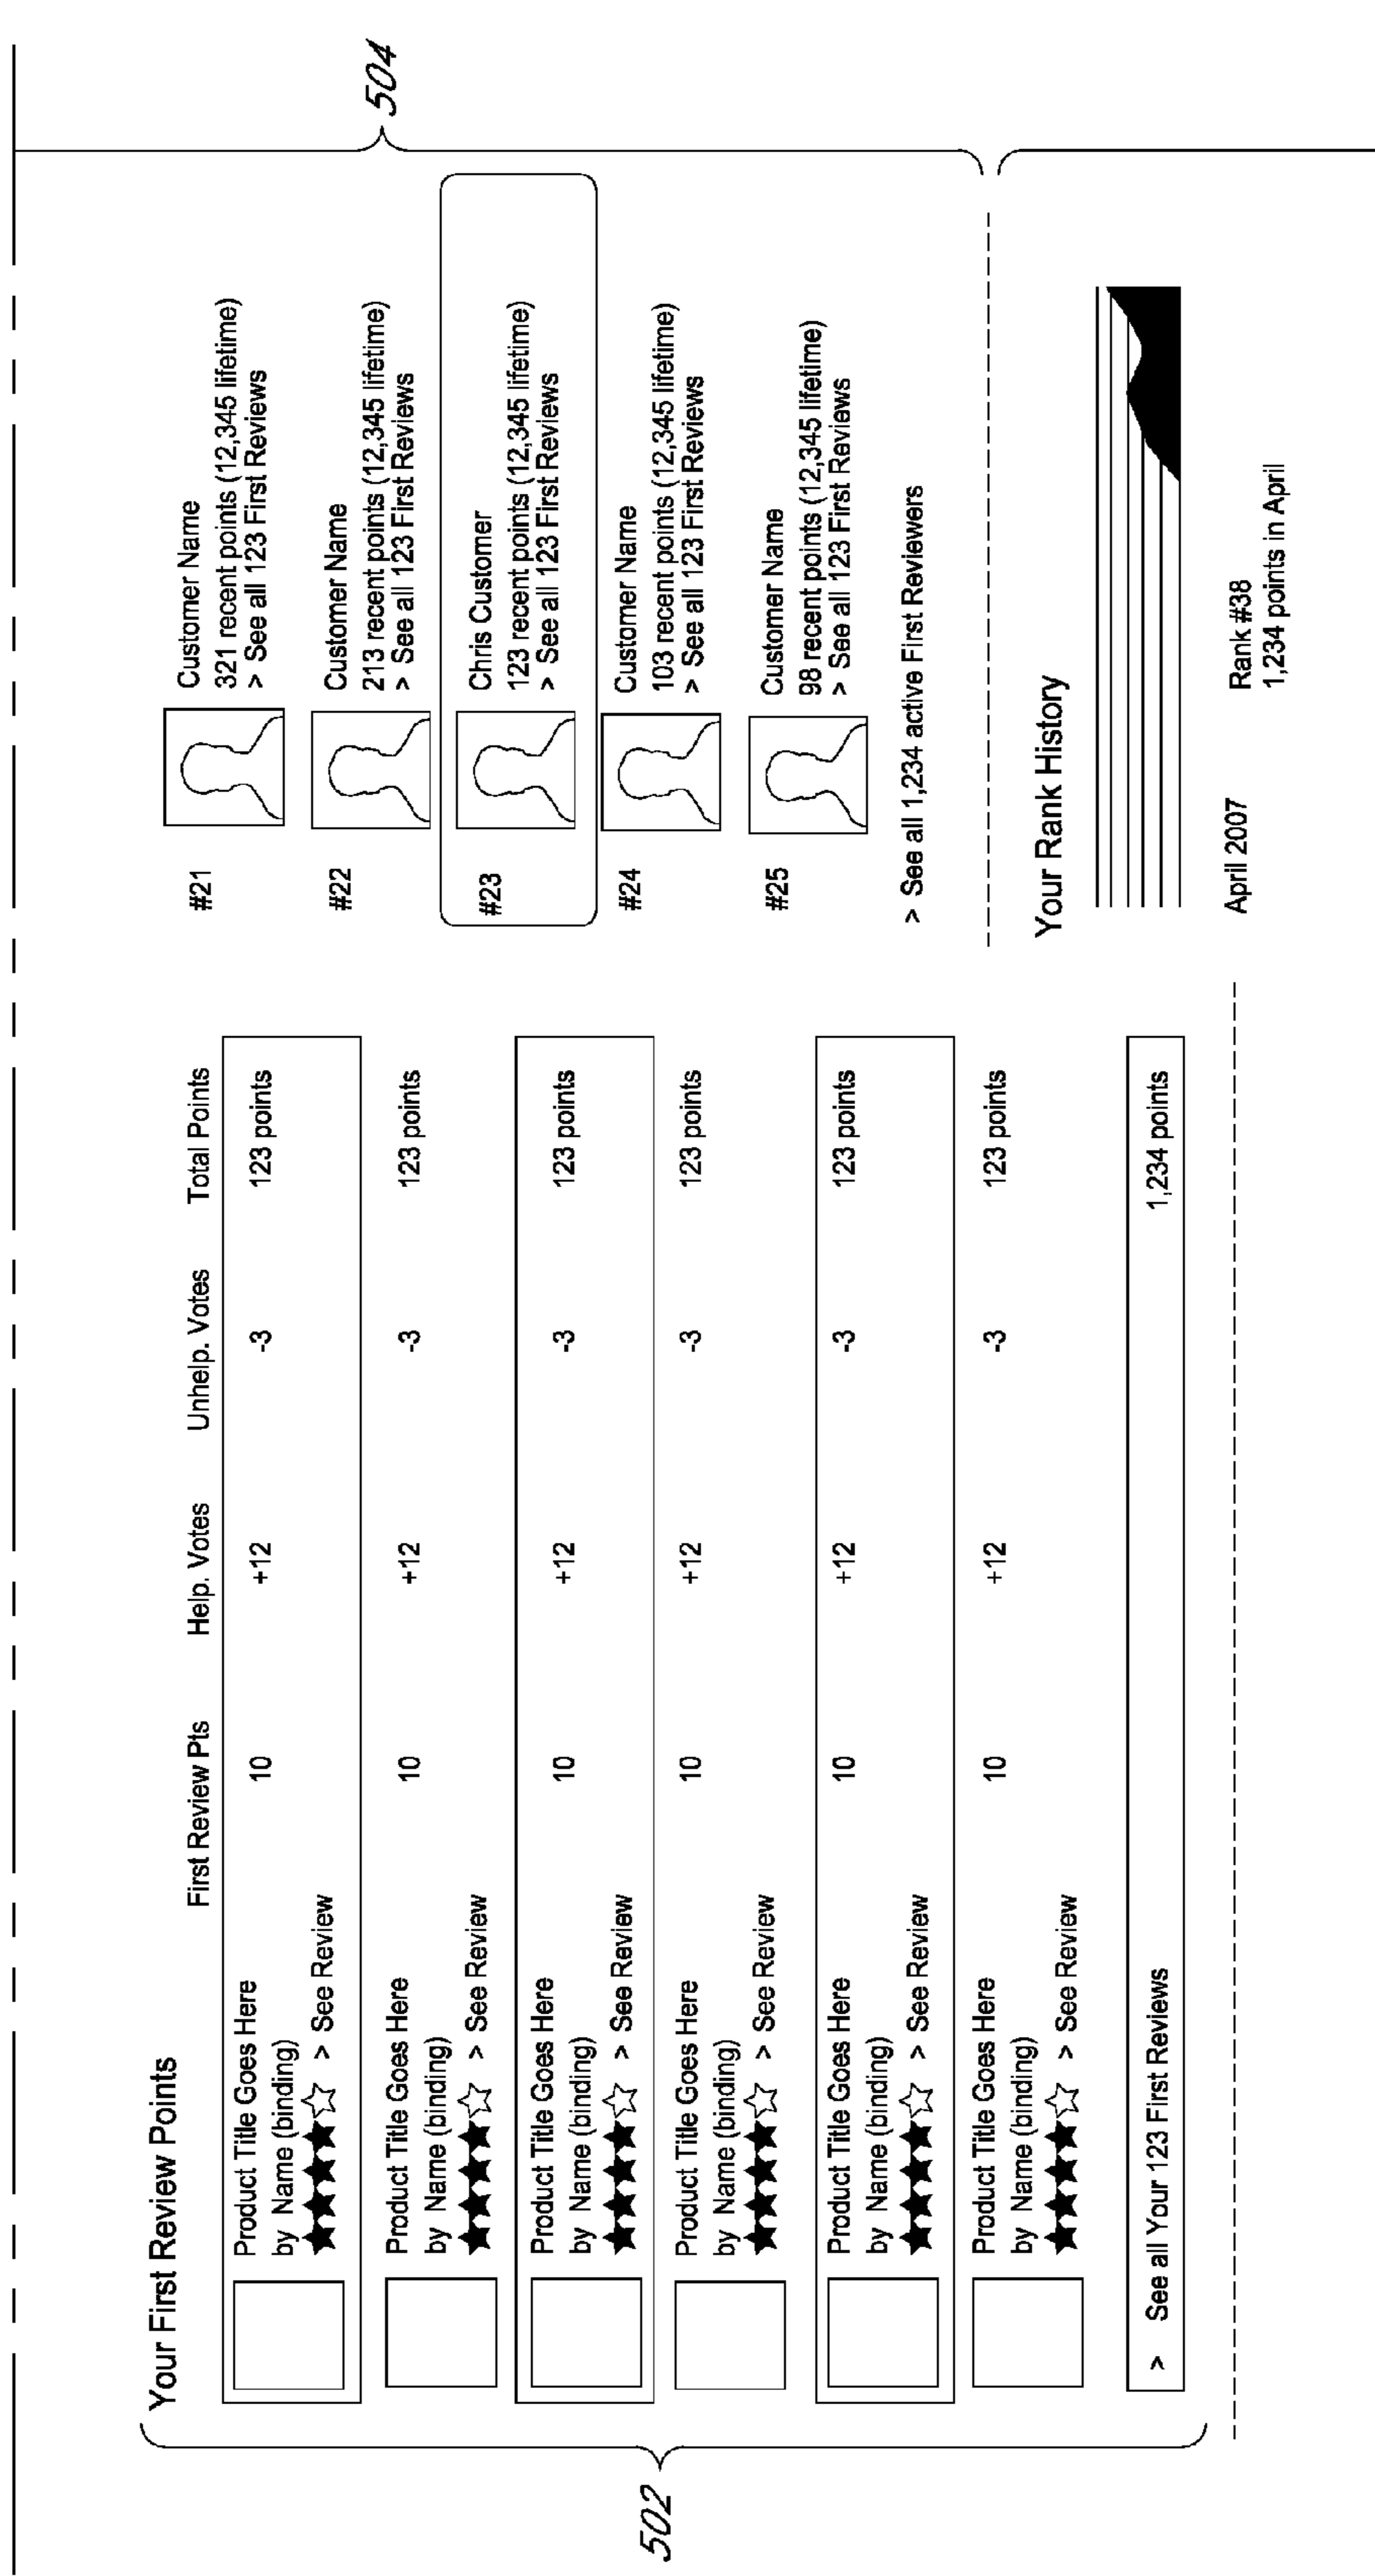 Your First Review Points
First Review Pts Help. Votes Unhelp. Votes Total Points
Product Title Goes Here
by Name (binding)
> See Review
10 +12 -3 123 points
Product Title Goes Here
by Name (binding)
> See Review
10 +12 -3 123 points
Product Title Goes Here
by Name (binding)
> See Review
10 +12 -3 123 points
Product Title Goes Here
by Name (binding)
> See Review
10 +12 -3 123 points
Product Title Goes Here
by Name (binding)
> See Review
10 +12 -3 123 points
Product Title Goes Here
by Name (binding)
> See Review
10 +12 -3 123 points
> See all Your 123 First Reviews 1,234 points
502
#21
Customer Name
321 recent points (12,345 lifetime)
> See all 123 First Reviews
#22
Customer Name
213 recent points (12,345 lifetime)
> See all 123 First Reviews
#23
Chris Customer
123 recent points (12,345 lifetime)
> See all 123 First Reviews
#24
Customer Name
103 recent points (12,345 lifetime)
> See all 123 First Reviews
#25
Customer Name
98 recent points (12,345 lifetime)
> See all 123 First Reviews
> See all 1,234 active First Reviewers
504
Your Rank History
April 2007 Rank #38
1,234 points in April